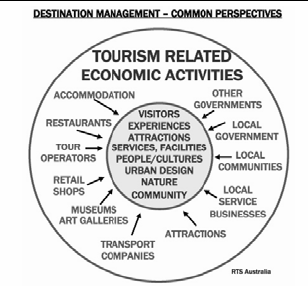 DESTINATION MANAGEMENT – COMMON PERSPECTIVES
TOURISM RELATED
ECONOMIC ACTIVITIES
ACCOMMODATION
RESTAURANTS
TOUR
OPERATORS
RETAIL
SHOPS
MUSEUMS
ART GALLERIES
TRANSPORT
COMPANIES
VISITORS
EXPERIENCES
ATTRACTIONS
SERVICES, FACILITIES
PEOPLE/CULTURES
URBAN DESIGN
NATURE
COMMUNITY
OTHER
GOVERNMENTS
LOCAL
GOVERNMENT
LOCAL
COMMUNITIES
LOCAL
SERVICE
BUSINESSES
ATTRACTIONS
RTS Australia